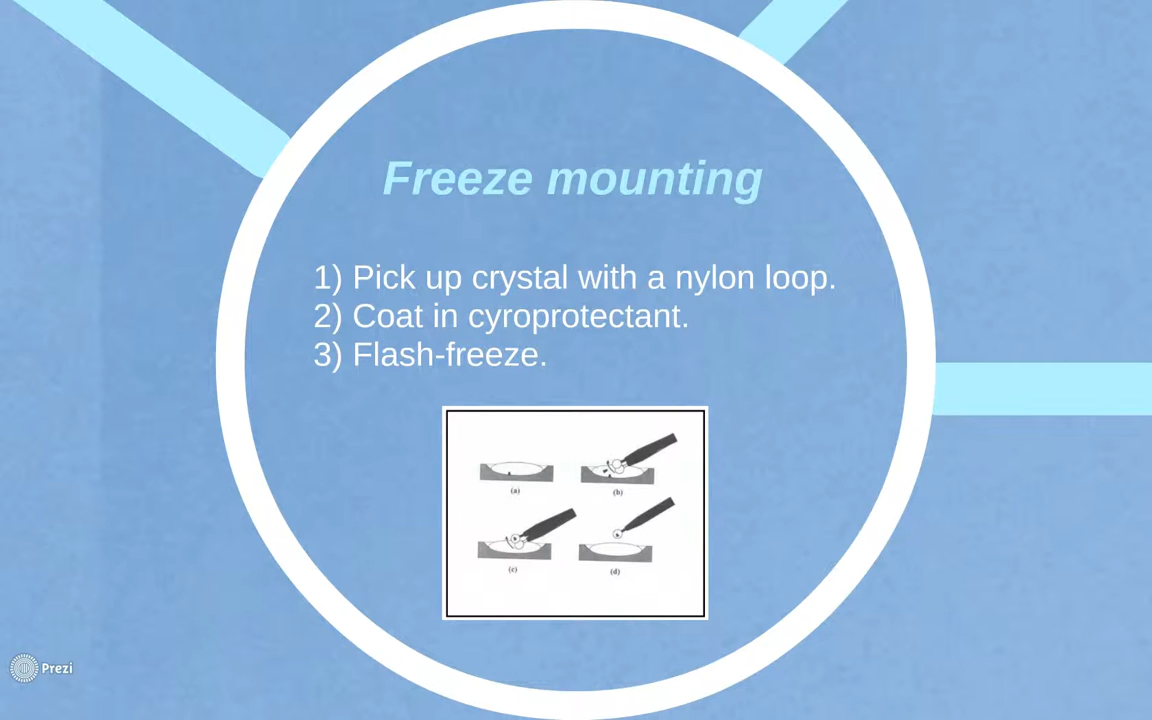 Freeze mounting
1) Pick up crystal with a nylon loop.
2) Coat in cyroprotectant.
3) Flash-freeze.
(a)
(b)
(c)
(d)
Prezi